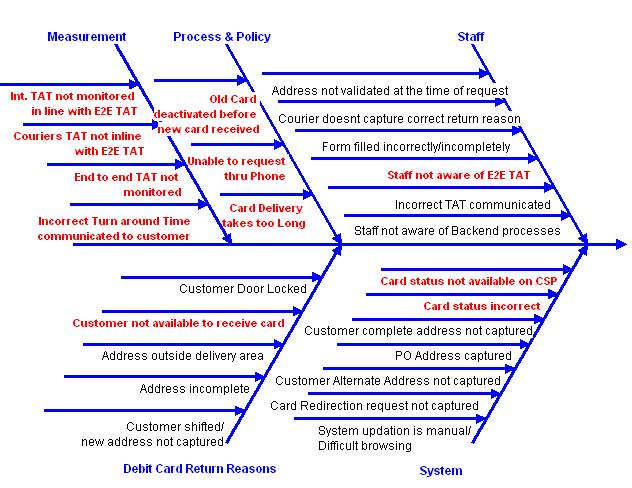 Measurement
Process & Policy
Staff
Int. TAT not monitored
in line with E2E TAT
Couriers TAT not inline
with E2E TAT
End to end TAT not
monitored
Incorrect Turn around Time
communicated to customer
Old Card
deactivated before
new card received
Unable to request
thru Phone
Card Delivery
takes too Long
Address not validated at the time of request
Courier doesnt capture correct return reason
Form filled incorrectly/incompletely
Staff not aware of E2E TAT
Incorrect TAT communicated
Staff not aware of Backend processes
Customer Door Locked
Customer not available to receive card
Address outside delivery area
Address incomplete
Customer shifted/
new address not captured
Card status not available on CSP
Card status incorrect
Customer complete address not captured
PO Address captured
Customer Alternate Address not captured
Card Redirection request not captured
System updation is manual/
Difficult browsing
Debit Card Return Reasons
System